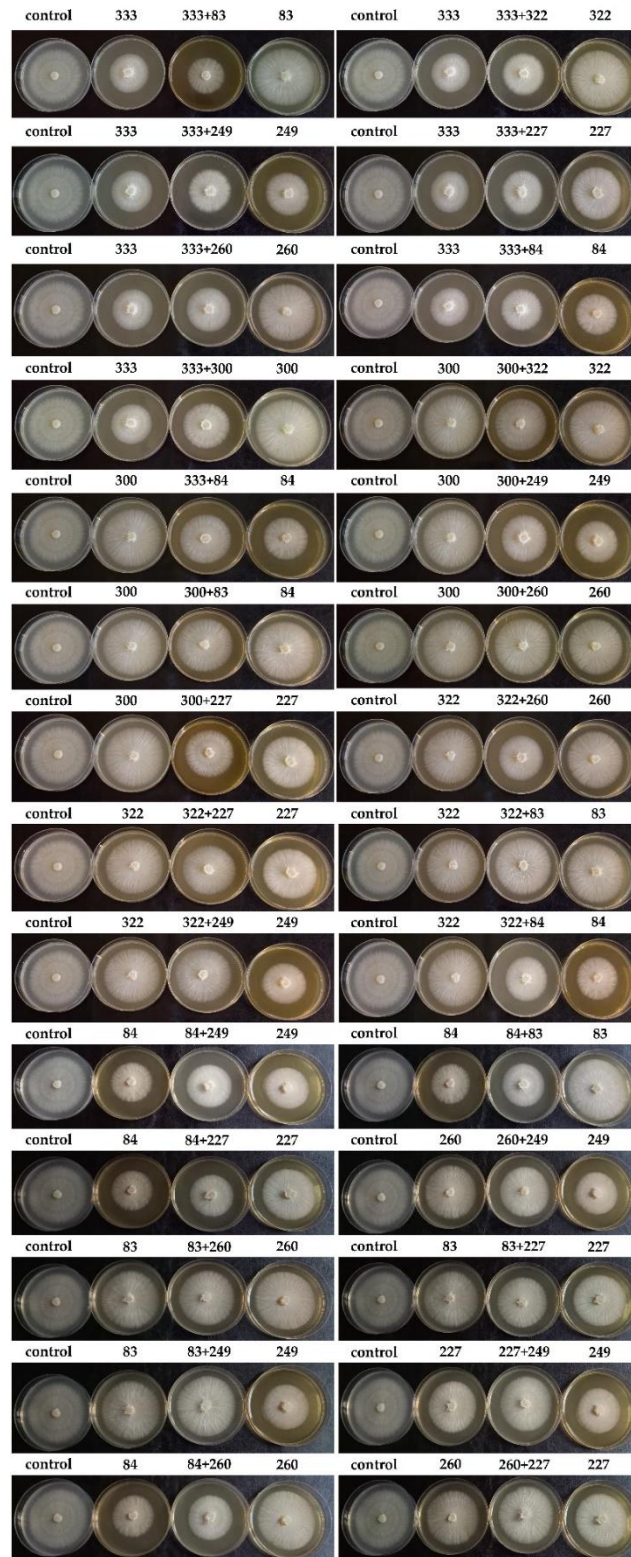 control 333 333+83 83 control 333 333+322 322
control 333 333+249 249 control 333 333+227 227
control 333 333+260 260 control 333 333+84 84
control 333 333+300 300 control 300 300+322 322
control 300 333+84 84 control 300 300+249 249
control 300 300+83 84 control 300 300+260 260
control 300 300+227 227 control 322 322+260 260
control 322 322+227 227 control 322 322+83 83
control 322 322+249 249 control 322 322+84 84
control 84 84+249 249 control 84 84+83 83
control 84 84+227 227 control 260 260+249 249
control 83 83+260 260 control 83 83+227 227
control 83 83+249 249 control 227 227+249 249
control 84 84+260 260 control 260 260+227 227